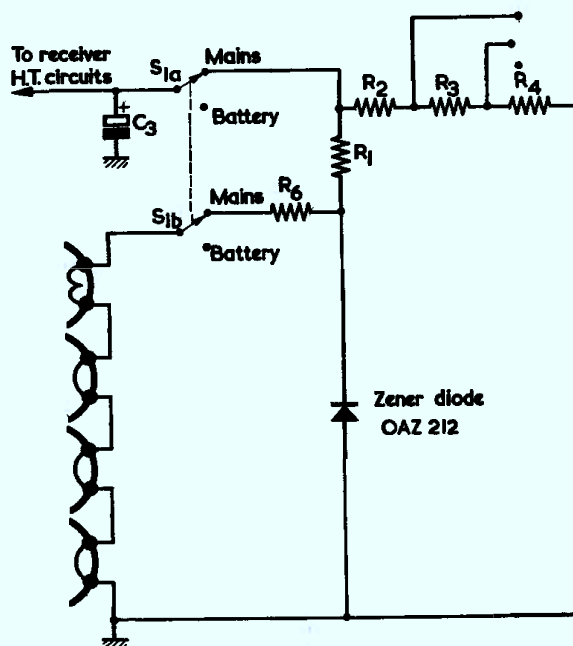 To receiver
H.T. circuits
S1a
Mains
Battery
+
C3
R2
R3
R4
R1
S1b
Mains
R6
Battery
Zener diode
OAZ 212